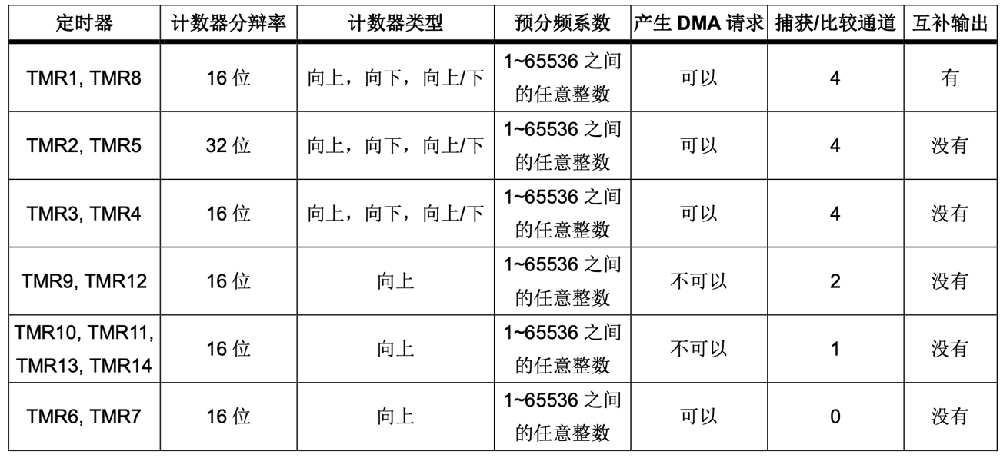 定时器 计数器分辩率 计数器类型 预分频系数 产生 DMA 请求 捕获/比较通道 互补输出
TMR1, TMR8 16 位 向上，向下，向上/下 1~65536 之间
的任意整数 可以 4 有
TMR2, TMR5 32 位 向上，向下，向上/下 1~65536 之间
的任意整数 可以 4 没有
TMR3, TMR4 16 位 向上，向下，向上/下 1~65536 之间
的任意整数 可以 4 没有
TMR9, TMR12 16 位 向上 1~65536 之间
的任意整数 不可以 2 没有
TMR10, TMR11,
TMR13, TMR14 16 位 向上 1~65536 之间
的任意整数 不可以 1 没有
TMR6, TMR7 16 位 向上 1~65536 之间
的任意整数 可以 0 没有